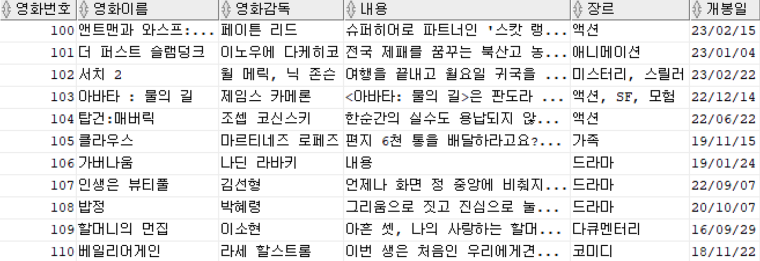 영화번호 영화이름 영화감독 내용 장르 개봉일
100 앤트맨과 와스프:... 페이튼 리드 슈퍼히어로 파트너인 '스캇 랭... 액션 23/02/15
101 더 퍼스트 슬램덩크 이노우에 다케히코 전국 제패를 꿈꾸는 북산고 농... 애니메이션 23/01/04
102 서치 2 윌 메릭, 닉 존슨 여행을 끝내고 월요일 귀국을 ... 미스터리, 스릴러 23/02/22
103 아바타 : 물의 길 제임스 카메론 <아바타: 물의 길>은 판도라 ... 액션, SF, 모험 22/12/14
104 탑건:매버릭 조셉 코신스키 한순간의 실수도 용납되지 않... 액션 22/06/22
105 클라우스 마르티네즈 로페즈 편지 6천 통을 배달하라고요?... 가족 19/11/15
106 가버나움 나딘 라바키 내용 드라마 19/01/24
107 인생은 뷰티풀 김선형 언제나 화면 정 중앙에 비춰지... 드라마 22/09/07
108 밥정 박혜령 그리움으로 짓고 진심으로 눌... 드라마 20/10/07
109 할머니의 먼집 이소현 아흔 셋, 나의 사랑하는 할머... 다큐멘터리 16/09/29
110 베일리어게인 라세 할스트롬 이번 생은 처음인 우리에게견... 코미디 18/11/22